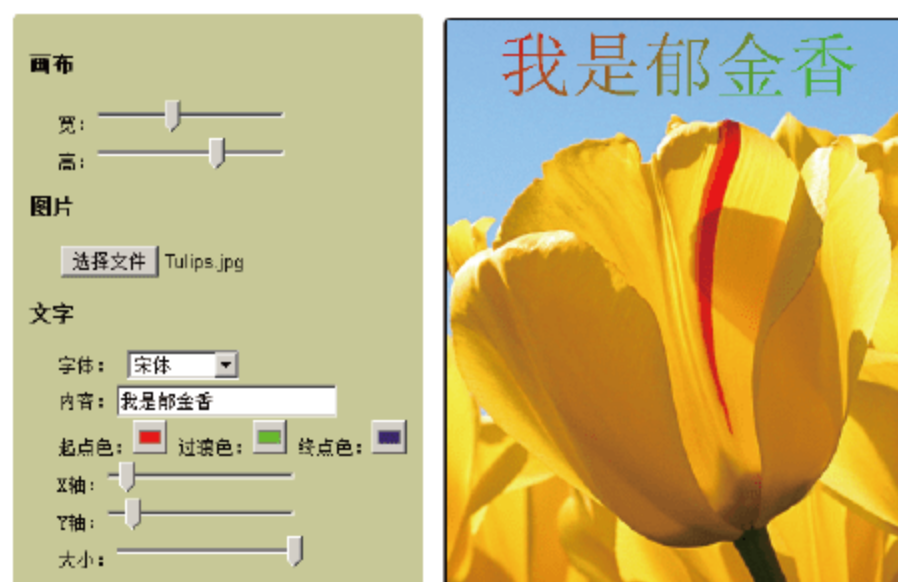 画布
宽：
高：
图片
选择文件 Tulips.jpg
文字
字体： 宋体
内容： 我是郁金香
起点色： 过渡色： 终点色：
X轴：
Y轴：
大小：
我是郁金香